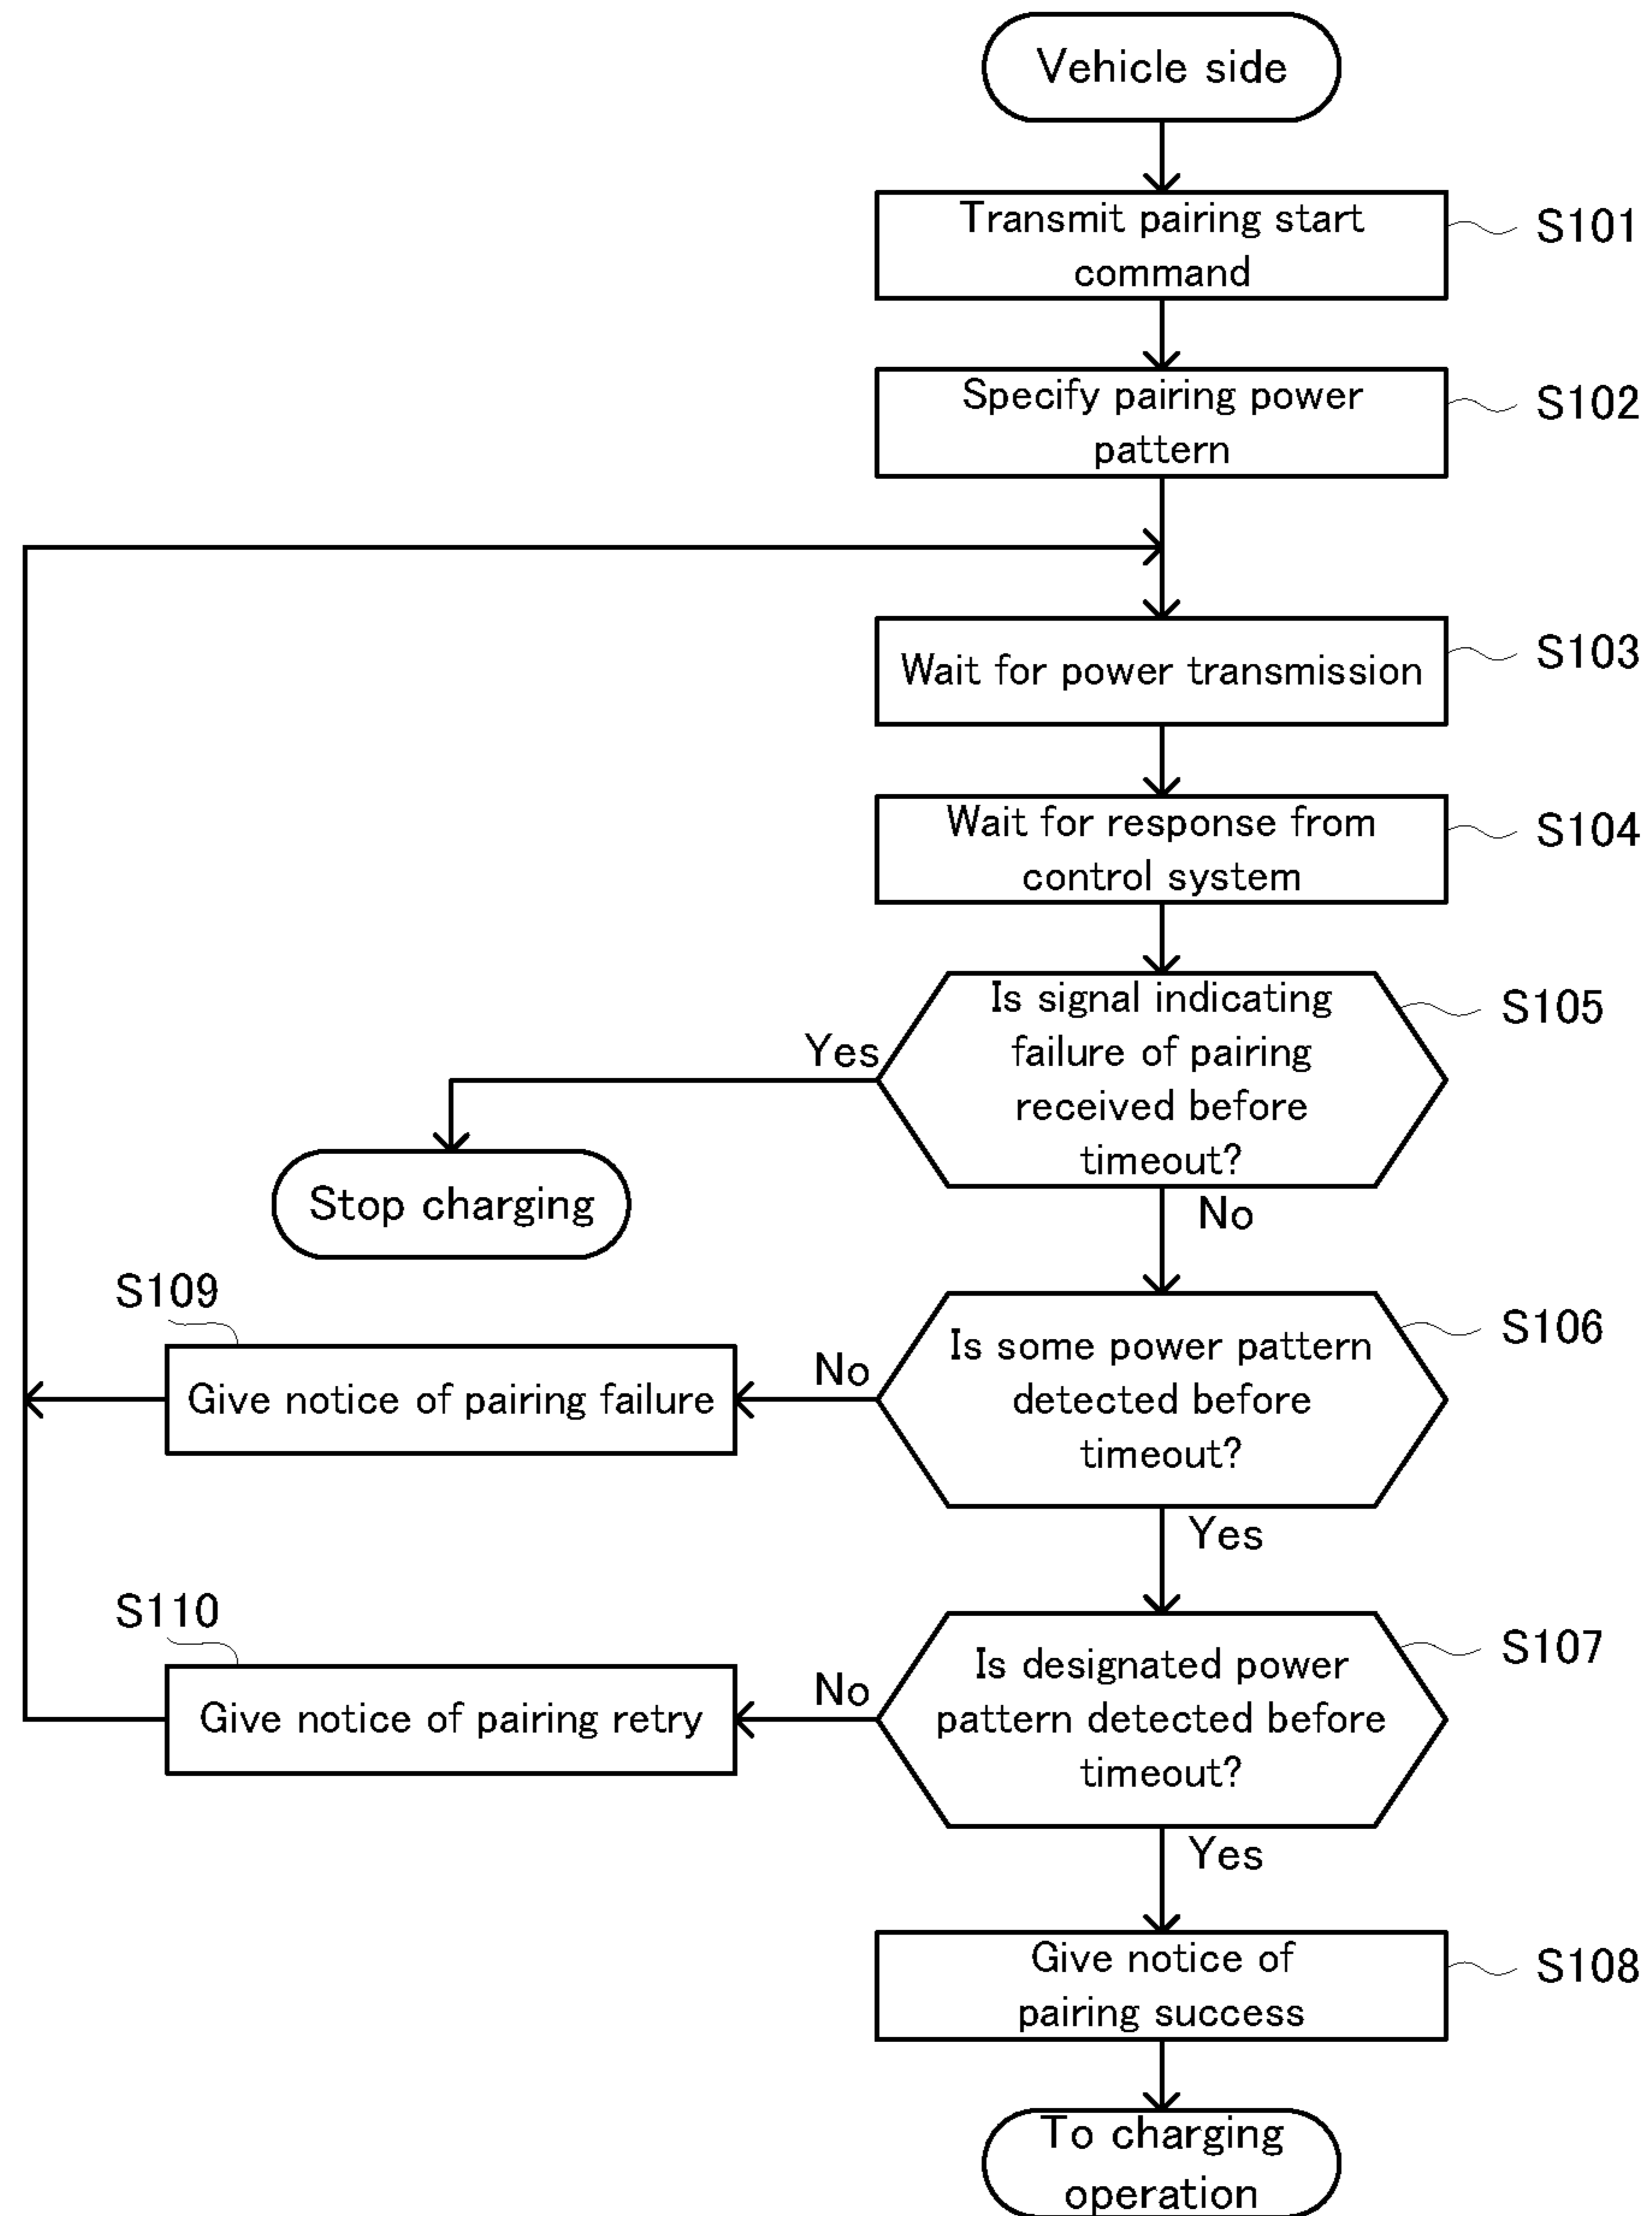 Vehicle side
Transmit pairing start
command
S101
Specify pairing power
pattern
S102
Wait for power transmission
S103
Wait for response from
control system
S104
Is signal indicating
failure of pairing
received before
timeout?
S105
Yes
Stop charging
No
Is some power pattern
detected before
timeout?
S106
No
S109
Give notice of pairing failure
Yes
Is designated power
pattern detected before
timeout?
S107
No
S110
Give notice of pairing retry
Yes
Give notice of
pairing success
S108
To charging
operation